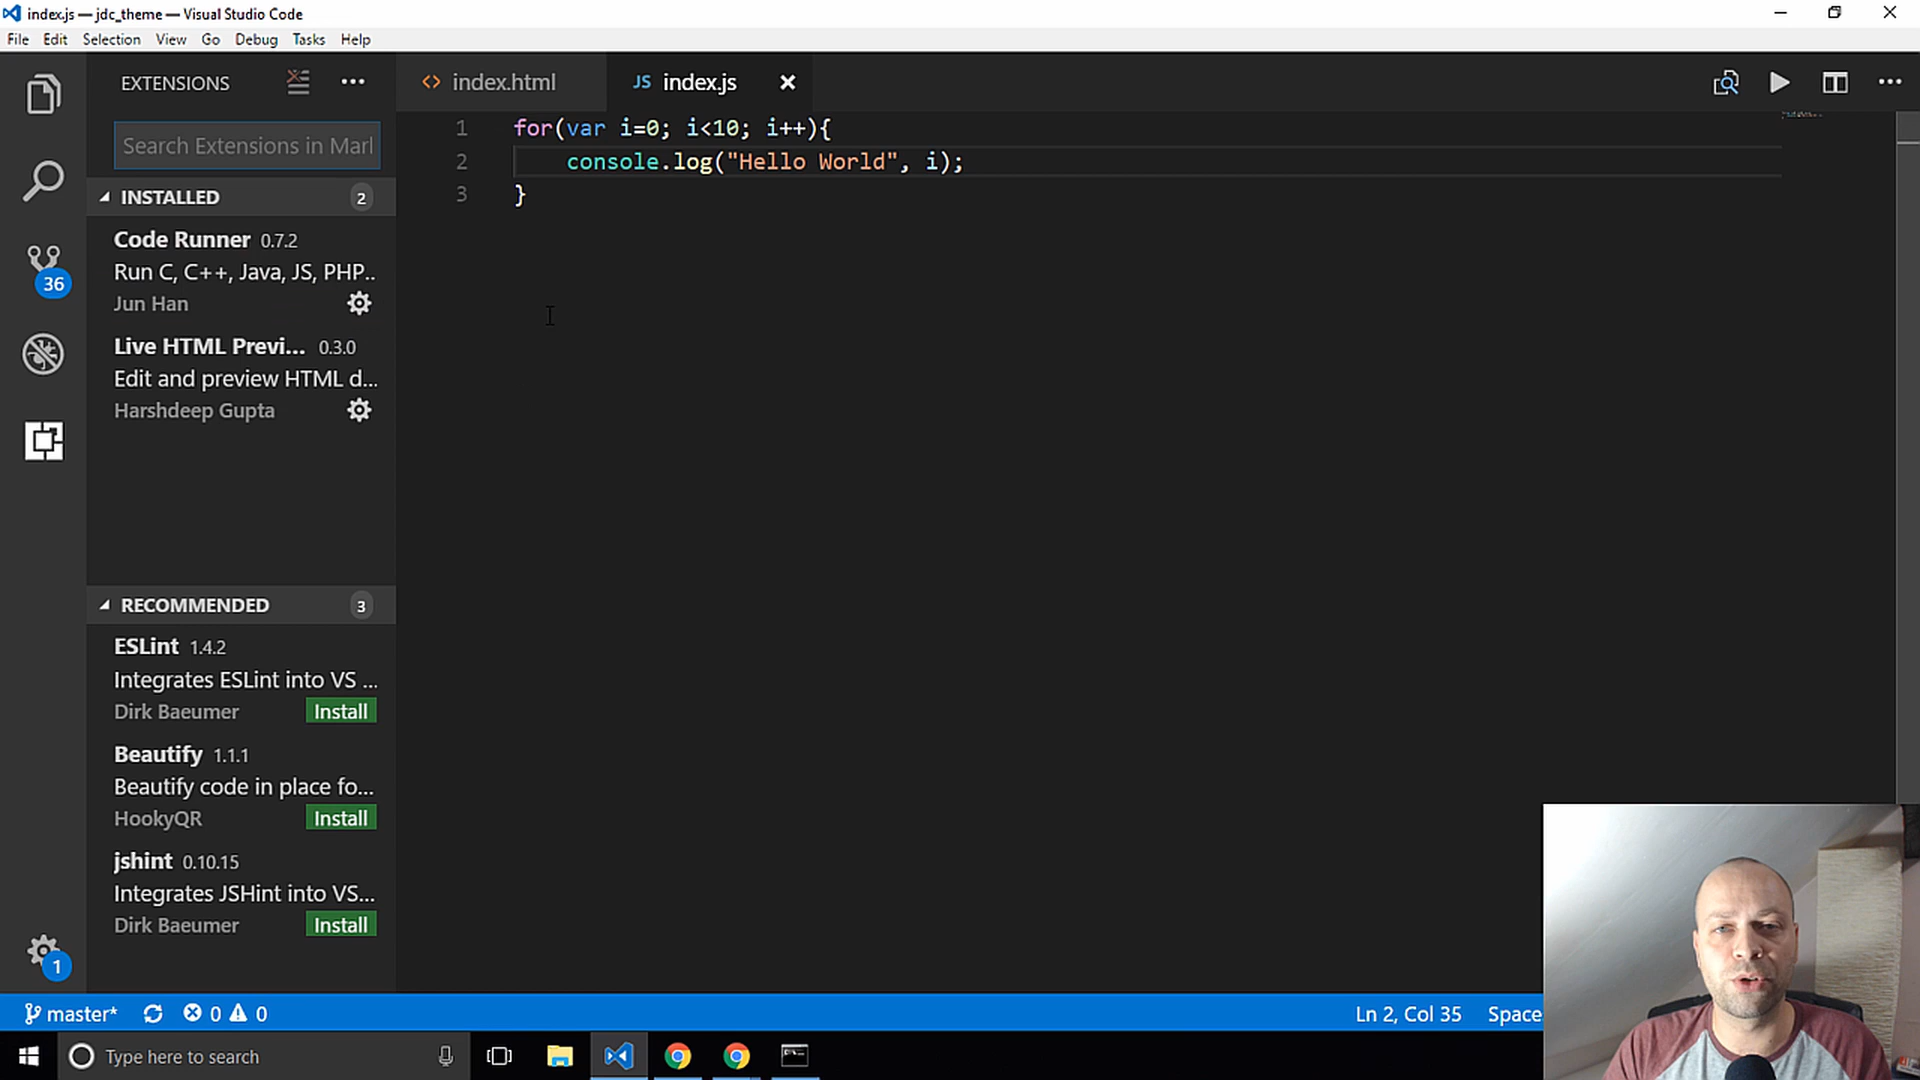 index.js — jdc_theme — Visual Studio Code
File Edit Selection View Go Debug Tasks Help
EXTENSIONS
Search Extensions in Marl
INSTALLED 2
Code Runner 0.7.2
Run C, C++, Java, JS, PHP..
Jun Han
Live HTML Previ... 0.3.0
Edit and preview HTML d...
Harshdeep Gupta
RECOMMENDED 3
ESLint 1.4.2
Integrates ESLint into VS ...
Dirk Baeumer Install
Beautify 1.1.1
Beautify code in place fo...
HookyQR Install
jshint 0.10.15
Integrates JSHint into VS...
Dirk Baeumer Install
36
1
<> index.html JS index.js
1 for(var i=0; i<10; i++){
2 console.log("Hello World", i);
3 }
master* 0 0 Ln 2, Col 35 Space
Type here to search